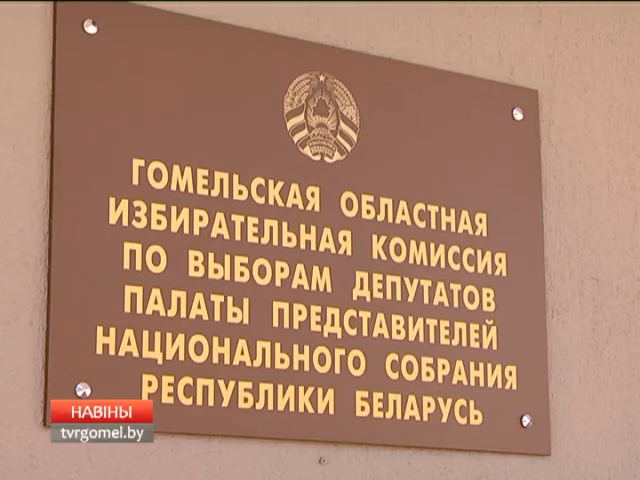 ГОМЕЛЬСКАЯ ОБЛАСТНАЯ
ИЗБИРАТЕЛЬНАЯ КОМИССИЯ
ПО ВЫБОРАМ ДЕПУТАТОВ
ПАЛАТЫ ПРЕДСТАВИТЕЛЕЙ
НАЦИОНАЛЬНОГО СОБРАНИЯ
РЕСПУБЛИКИ БЕЛАРУСЬ
НАВІНЫ
tvrgomel.by